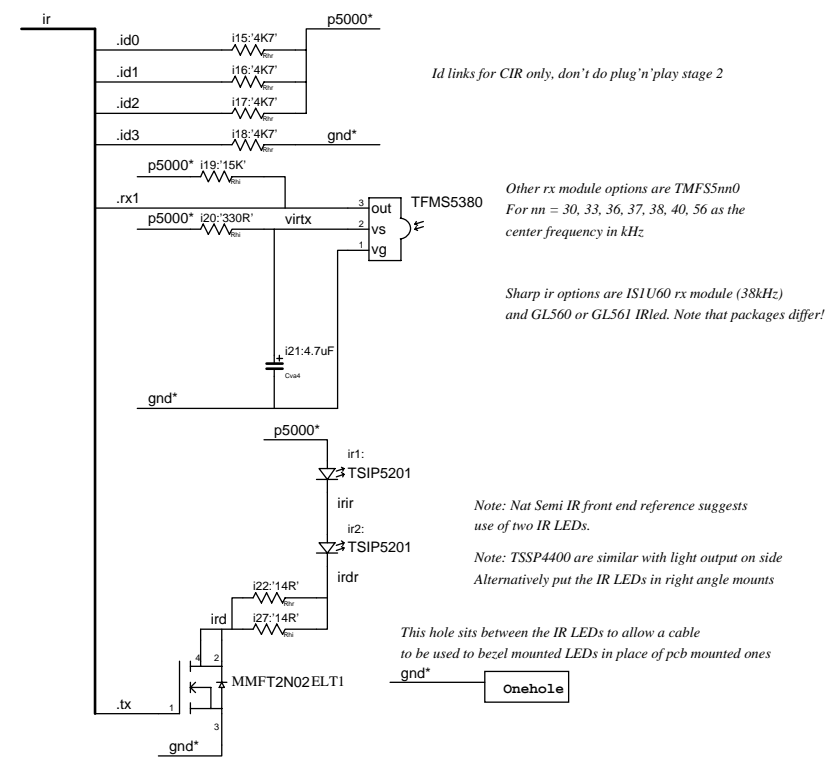 ir
p5000*
.id0
i15:'4K7'
Rhr
.id1
i16:'4K7'
Rhr
Id links for CIR only, don't do plug'n'play stage 2
.id2
i17:'4K7'
Rhr
.id3
i18:'4K7'
Rhr
gnd*
p5000*
i19:'15K'
Rhi
.rx1
3
out
TFMS5380
p5000*
i20:'330R'
Rhi
virtx
2
vs
1
vg
Other rx module options are TMFS5nn0
For nn = 30, 33, 36, 37, 38, 40, 56 as the
center frequency in kHz
Sharp ir options are IS1U60 rx module (38kHz)
and GL560 or GL561 IRled. Note that packages differ!
+
i21:4.7uF
Cva4
gnd*
p5000*
ir1:
TSIP5201
irir
ir2:
TSIP5201
irdr
Note: Nat Semi IR front end reference suggests
use of two IR LEDs.
Note: TSSP4400 are similar with light output on side
Alternatively put the IR LEDs in right angle mounts
i22:'14R'
Rhr
ird
i27:'14R'
Rhi
This hole sits between the IR LEDs to allow a cable
to be used to bezel mounted LEDs in place of pcb mounted ones
4
2
MMFT2N02ELT1
gnd*
Onehole
.tx
1
3
gnd*